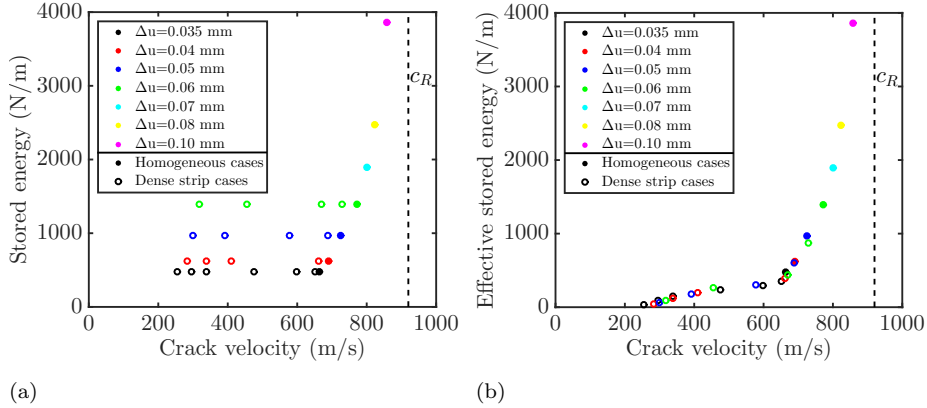 4000
3000
2000
1000
0
Stored energy (N/m)
Δu=0.035 mm
Δu=0.04 mm
Δu=0.05 mm
Δu=0.06 mm
Δu=0.07 mm
Δu=0.08 mm
Δu=0.10 mm
Homogeneous cases
Dense strip cases
c_R
0 200 400 600 800 1000
Crack velocity (m/s)
(a)
4000
3000
2000
1000
0
Effective stored energy (N/m)
Δu=0.035 mm
Δu=0.04 mm
Δu=0.05 mm
Δu=0.06 mm
Δu=0.07 mm
Δu=0.08 mm
Δu=0.10 mm
Homogeneous cases
Dense strip cases
c_R
0 200 400 600 800 1000
Crack velocity (m/s)
(b)